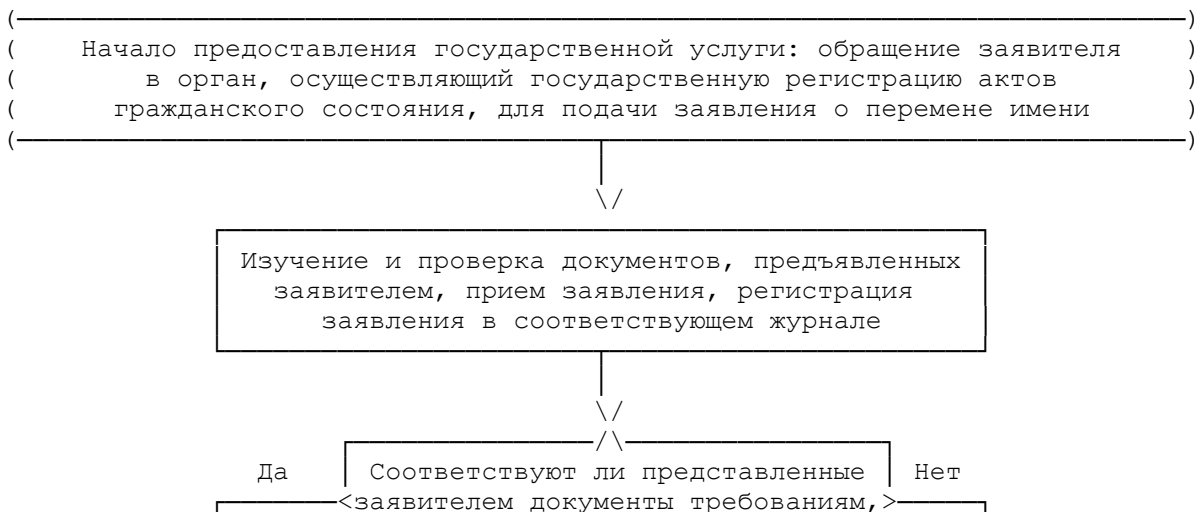 Начало предоставления государственной услуги: обращение заявителя
в орган, осуществляющий государственную регистрацию актов
гражданского состояния, для подачи заявления о перемене имени
Изучение и проверка документов, предъявленных
заявителем, прием заявления, регистрация
заявления в соответствующем журнале
Да Соответствуют ли представленные Нет
заявителем документы требованиям,